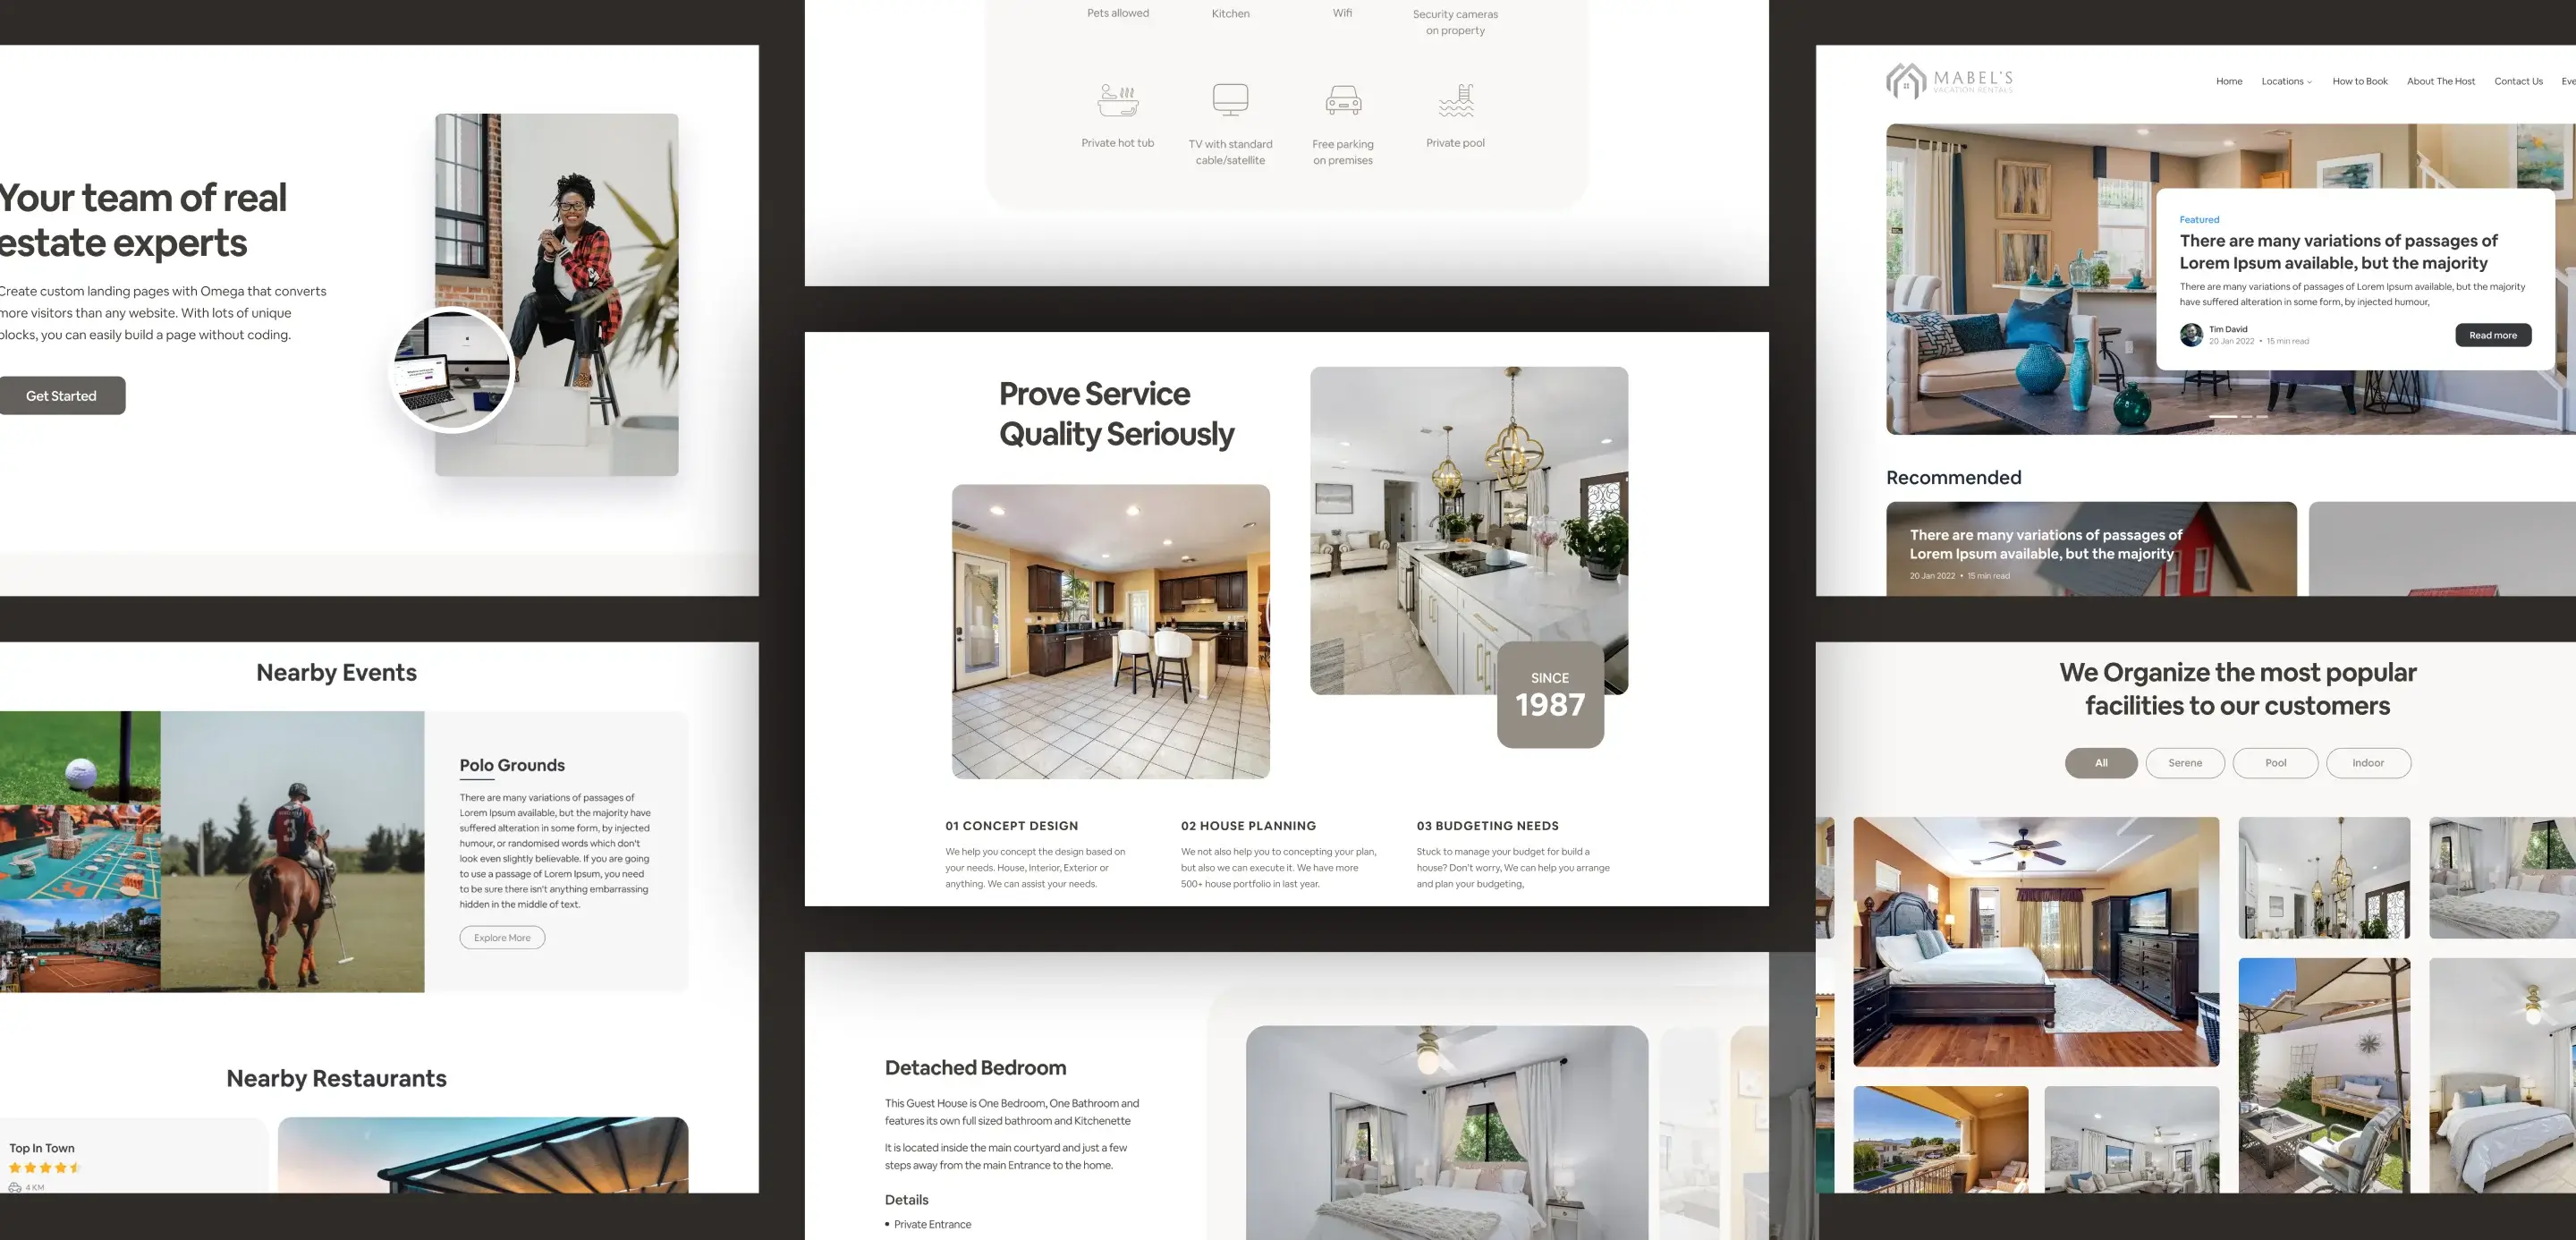 Your team of real
estate experts
Create custom landing pages with Omega that converts
more visitors than any website. With lots of unique
blocks, you can easily build a page without coding.
Get Started
Nearby Events
Polo Grounds
There are many variations of passages of
Lorem Ipsum available, but the majority have
suffered alteration in some form, by injected
humour, or randomised words which don't
look even slightly believable. If you are going
to use a passage of Lorem Ipsum, you need
to be sure there isn't anything embarrassing
hidden in the middle of text.
Explore More
3
Nearby Restaurants
Top In Town
4 KM
Pets allowed
Kitchen
Wifi
Security cameras
on property
Private hot tub
TV with standard
cable/satellite
Free parking
on premises
Private pool
Prove Service
Quality Seriously
SINCE
1987
01 CONCEPT DESIGN
We help you concept the design based on
your needs. House, Interior, Exterior or
anything. We can assist your needs.
02 HOUSE PLANNING
We not also help you to concepting your plan,
but also we can execute it. We have more
500+ house portfolio in last year.
03 BUDGETING NEEDS
Stuck to manage your budget for build a
house? Don't worry, We can help you arrange
and plan your budgeting,
Detached Bedroom
This Guest House is One Bedroom, One Bathroom and
features its own full sized bathroom and Kitchenette
It is located inside the main courtyard and just a few
steps away from the main Entrance to the home.
Details
• Private Entrance
MABEL'S
VACATION RENTALS
Home
Locations
How to Book
About The Host
Contact Us
Eve
Featured
There are many variations of passages of
Lorem Ipsum available, but the majority
There are many variations of passages of Lorem Ipsum available, but the majority
have suffered alteration in some form, by injected humour,
Tim David
20 Jan 2022 • 15 min read
Read more
Recommended
There are many variations of passages of
Lorem Ipsum available, but the majority
20 Jan 2022 • 15 min read
We Organize the most popular
facilities to our customers
All
Serene
Pool
Indoor